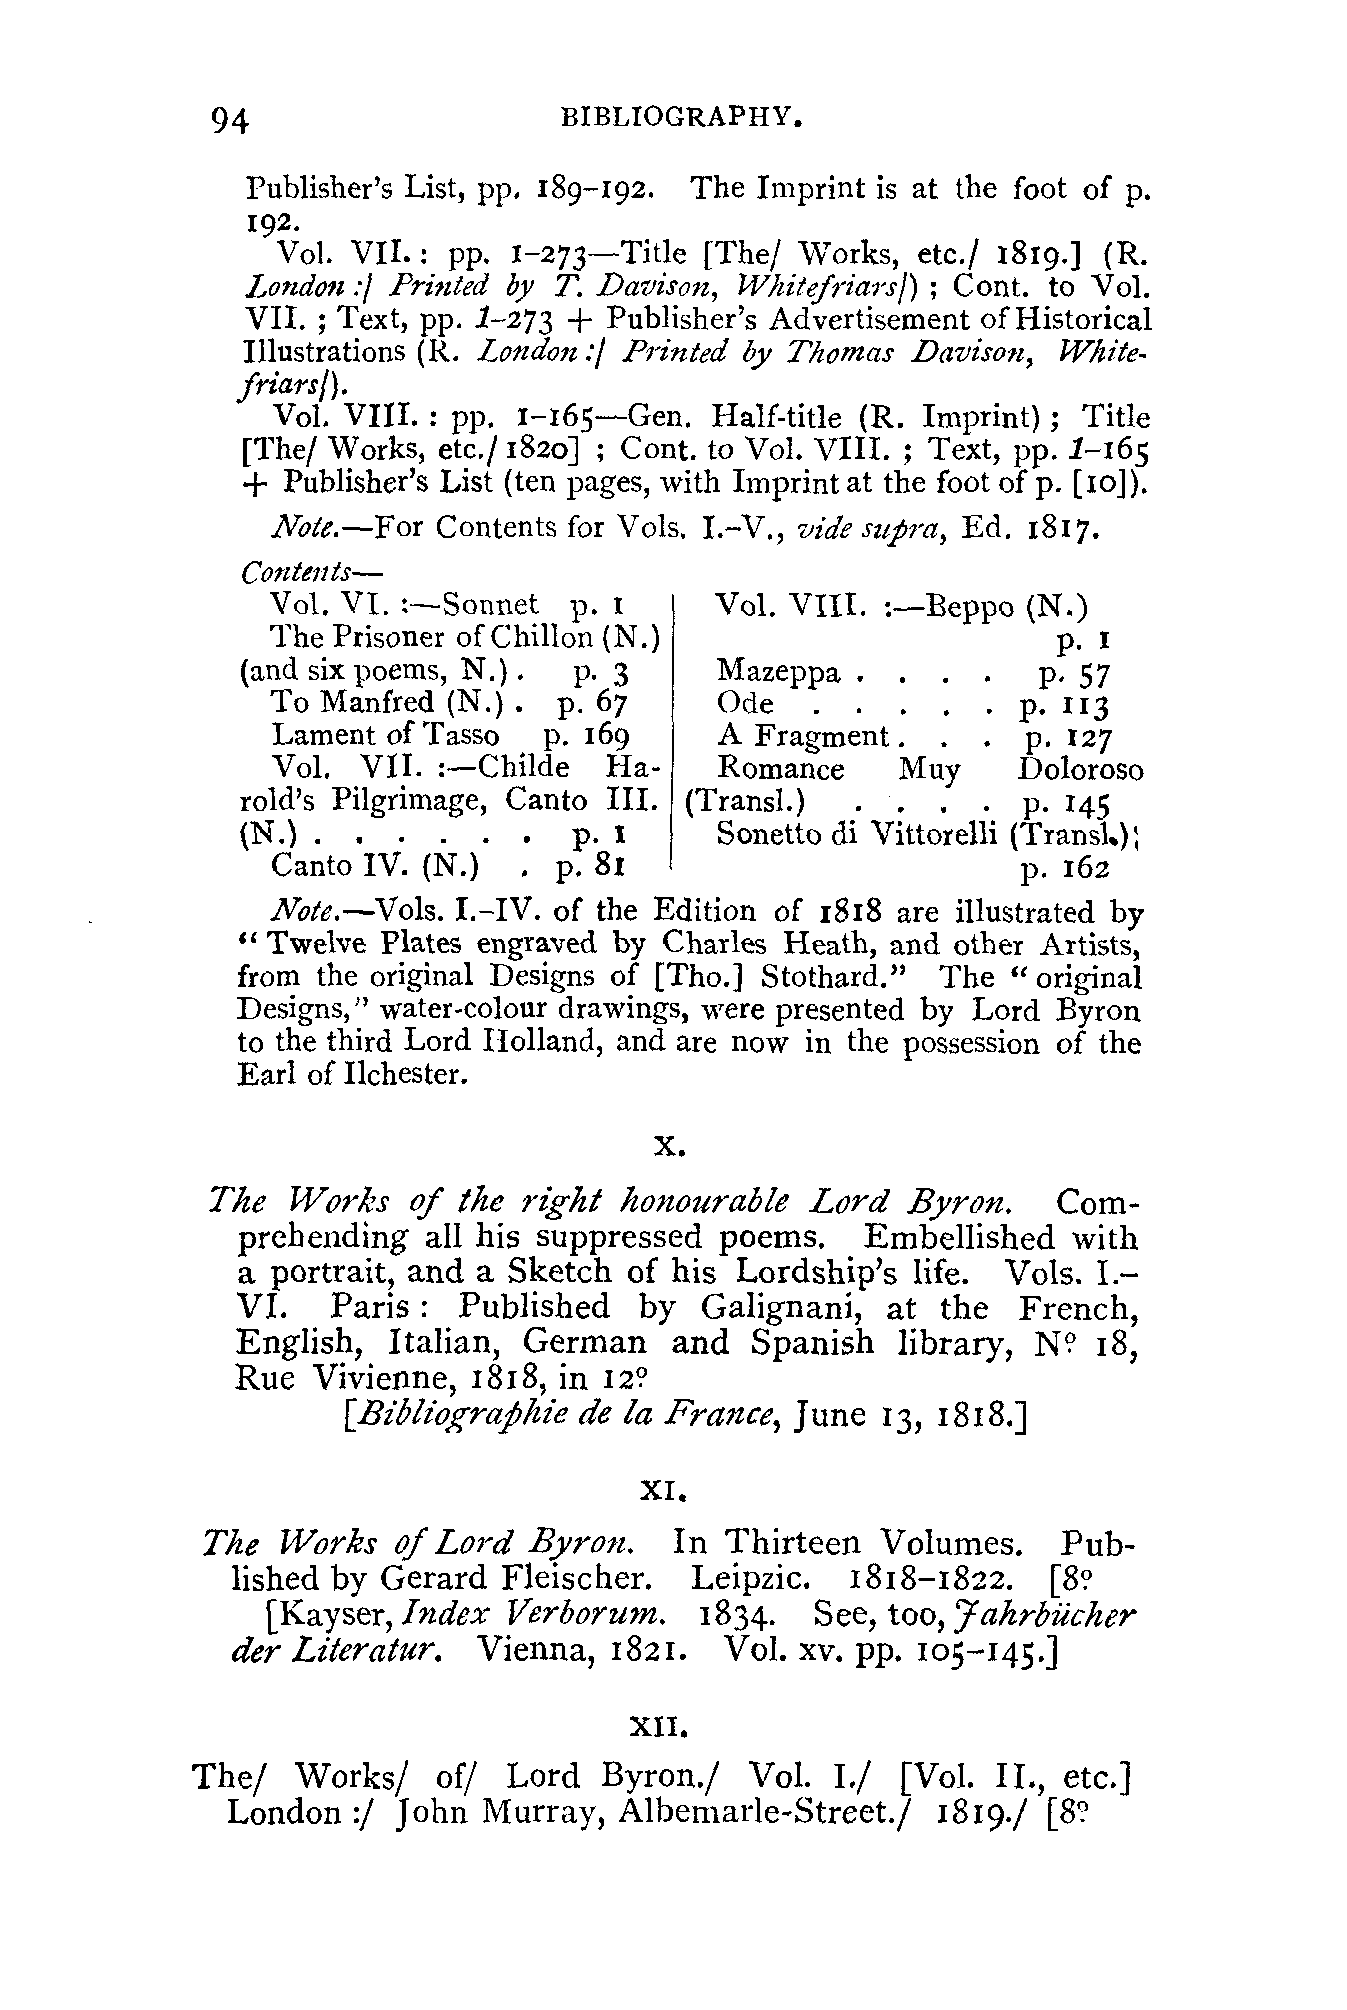 94 BIBLIOGRAPHY.
Publisher's List, pp. 189–192. The Imprint is at the foot of p.
192.
Vol. VII. : pp. 1–273—Title [The/ Works, etc./ 1819.] (R.
London :/ Printed by T. Davison, Whitefriars/) ; Cont. to Vol.
VII. ; Text, pp. 1–273 + Publisher's Advertisement of Historical
Illustrations (R. London :/ Printed by Thomas Davison, White-
friars/).
Vol. VIII. : pp. 1–165—Gen. Half-title (R. Imprint) ; Title
[The/ Works, etc./ 1820] ; Cont. to Vol. VIII. ; Text, pp. 1–165
+ Publisher's List (ten pages, with Imprint at the foot of p. [10]).
Note.—For Contents for Vols. I.–V., vide supra, Ed. 1817.
Contents—
Vol. VI. :—Sonnet p. 1
The Prisoner of Chillon (N.)
(and six poems, N.) . p. 3
To Manfred (N.) . p. 67
Lament of Tasso p. 169
Vol. VII. :—Childe Ha-
rold's Pilgrimage, Canto III.
(N.) . . . . . . p. 1
Canto IV. (N.) . p. 81
Vol. VIII. :—Beppo (N.)
p. 1
Mazeppa . . . . p. 57
Ode . . . . . p. 113
A Fragment . . . p. 127
Romance Muy Doloroso
(Transl.) . . . . p. 145
Sonetto di Vittorelli (Transl.);
p. 162
Note.—Vols. I.–IV. of the Edition of 1818 are illustrated by
“Twelve Plates engraved by Charles Heath, and other Artists,
from the original Designs of [Tho.] Stothard.” The “original
Designs,” water-colour drawings, were presented by Lord Byron
to the third Lord Holland, and are now in the possession of the
Earl of Ilchester.
X.
The Works of the right honourable Lord Byron. Com-
prehending all his suppressed poems. Embellished with
a portrait, and a Sketch of his Lordship's life. Vols. I.–
VI. Paris : Published by Galignani, at the French,
English, Italian, German and Spanish library, Nº 18,
Rue Vivienne, 1818, in 12º
[Bibliographie de la France, June 13, 1818.]
XI.
The Works of Lord Byron. In Thirteen Volumes. Pub-
lished by Gerard Fleischer. Leipzic. 1818–1822. [8º
[Kayser, Index Verborum. 1834. See, too, Jahrbücher
der Literatur. Vienna, 1821. Vol. xv. pp. 105–145.]
XII.
The/ Works/ of/ Lord Byron./ Vol. I./ [Vol. II., etc.]
London :/ John Murray, Albemarle-Street./ 1819./ [8º